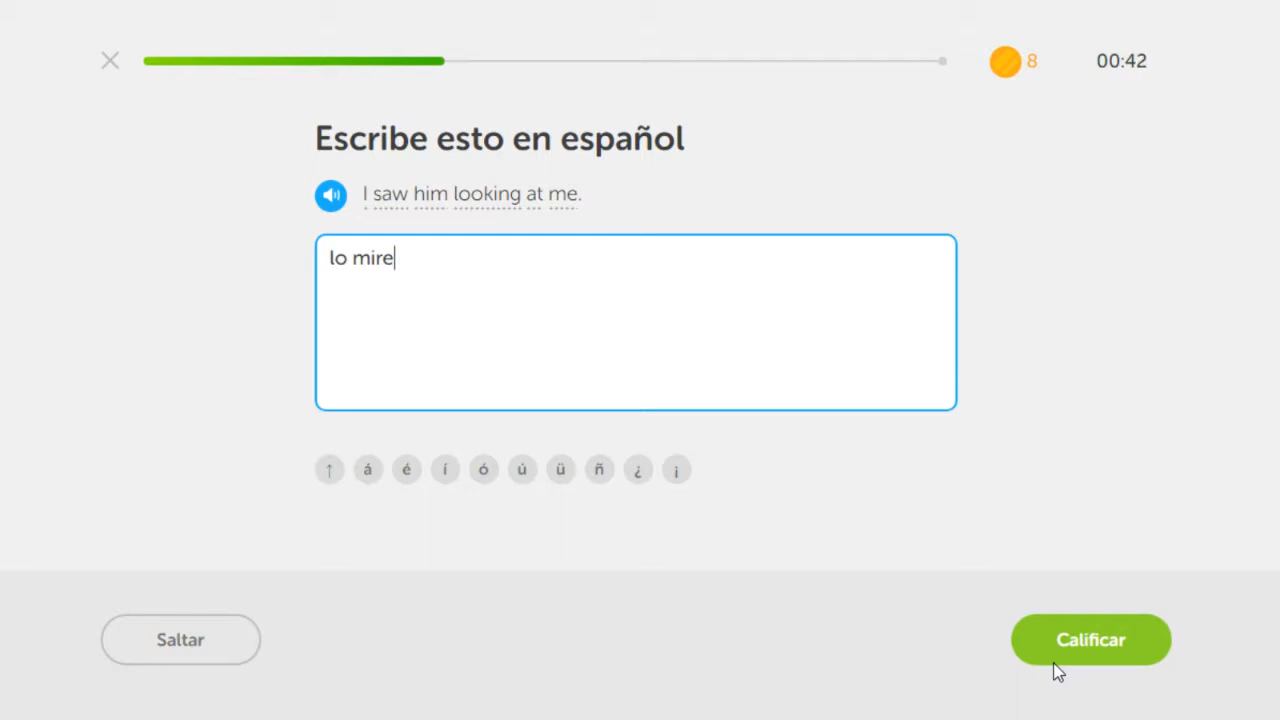 8
00:42
Escribe esto en español
I saw him looking at me.
lo mire
↑ á é í ó ú ü ñ ¿ ¡
Saltar
Calificar